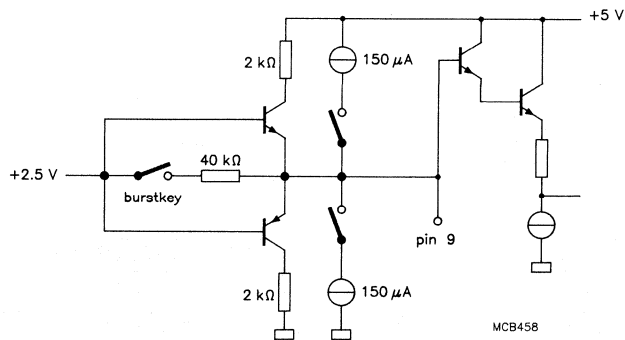 +5 V
2 kΩ
150 μA
+2.5 V
40 kΩ
burstkey
pin 9
2 kΩ
150 μA
MCB458